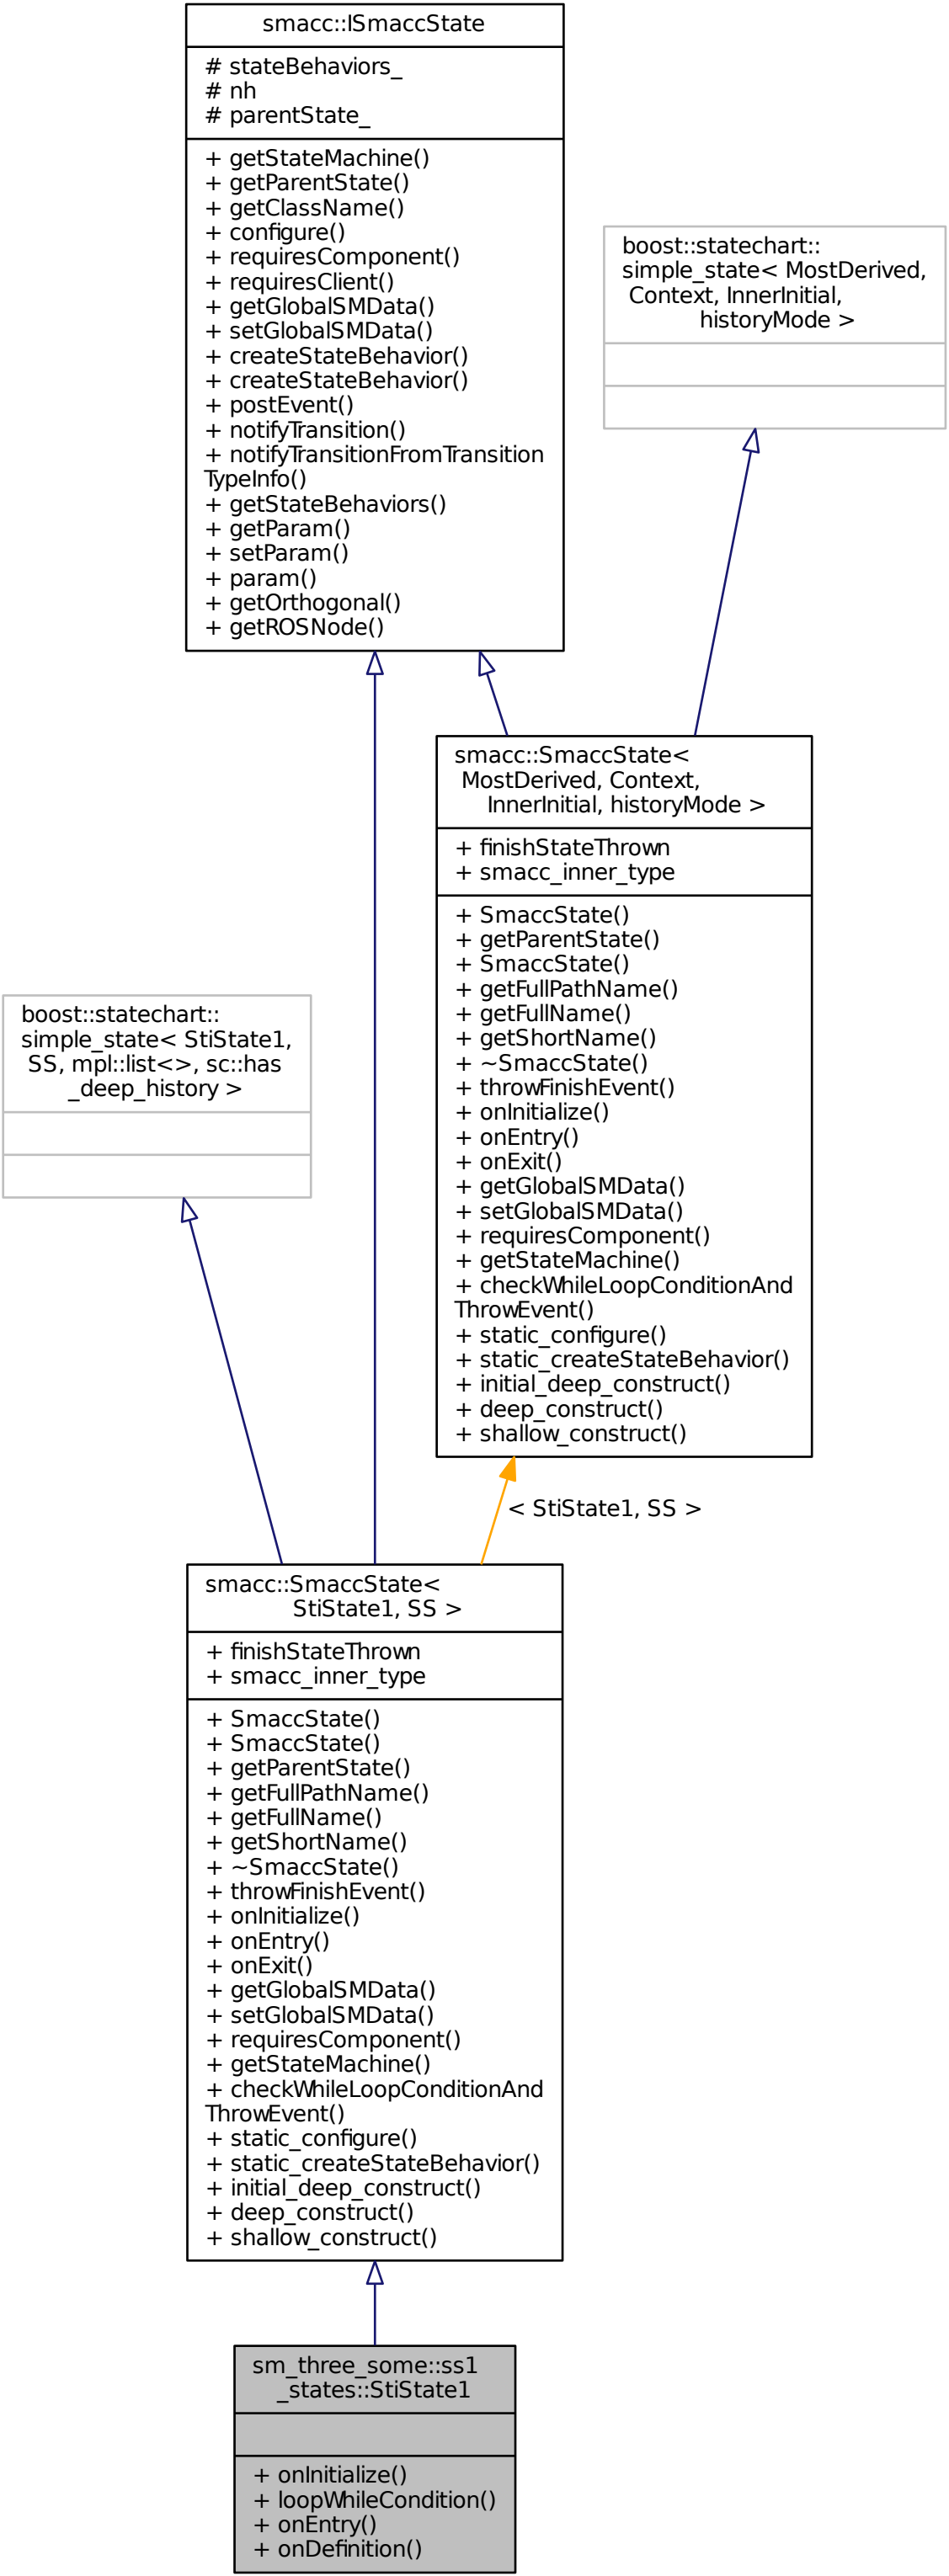 smacc::ISmaccState
# stateBehaviors_
# nh
# parentState_
+ getStateMachine()
+ getParentState()
+ getClassName()
+ configure()
+ requiresComponent()
+ requiresClient()
+ getGlobalSMData()
+ setGlobalSMData()
+ createStateBehavior()
+ createStateBehavior()
+ postEvent()
+ notifyTransition()
+ notifyTransitionFromTransition
TypeInfo()
+ getStateBehaviors()
+ getParam()
+ setParam()
+ param()
+ getOrthogonal()
+ getROSNode()
boost::statechart::
simple_state< MostDerived,
Context, InnerInitial,
historyMode >
smacc::SmaccState<
MostDerived, Context,
InnerInitial, historyMode >
+ finishStateThrown
+ smacc_inner_type
+ SmaccState()
+ getParentState()
+ SmaccState()
+ getFullPathName()
+ getFullName()
+ getShortName()
+ ~SmaccState()
+ throwFinishEvent()
+ onInitialize()
+ onEntry()
+ onExit()
+ getGlobalSMData()
+ setGlobalSMData()
+ requiresComponent()
+ getStateMachine()
+ checkWhileLoopConditionAnd
ThrowEvent()
+ static_configure()
+ static_createStateBehavior()
+ initial_deep_construct()
+ deep_construct()
+ shallow_construct()
boost::statechart::
simple_state< StiState1,
SS, mpl::list<>, sc::has
_deep_history >
< StiState1, SS >
smacc::SmaccState<
StiState1, SS >
+ finishStateThrown
+ smacc_inner_type
+ SmaccState()
+ SmaccState()
+ getParentState()
+ getFullPathName()
+ getFullName()
+ getShortName()
+ ~SmaccState()
+ throwFinishEvent()
+ onInitialize()
+ onEntry()
+ onExit()
+ getGlobalSMData()
+ setGlobalSMData()
+ requiresComponent()
+ getStateMachine()
+ checkWhileLoopConditionAnd
ThrowEvent()
+ static_configure()
+ static_createStateBehavior()
+ initial_deep_construct()
+ deep_construct()
+ shallow_construct()
sm_three_some::ss1
_states::StiState1
+ onInitialize()
+ loopWhileCondition()
+ onEntry()
+ onDefinition()